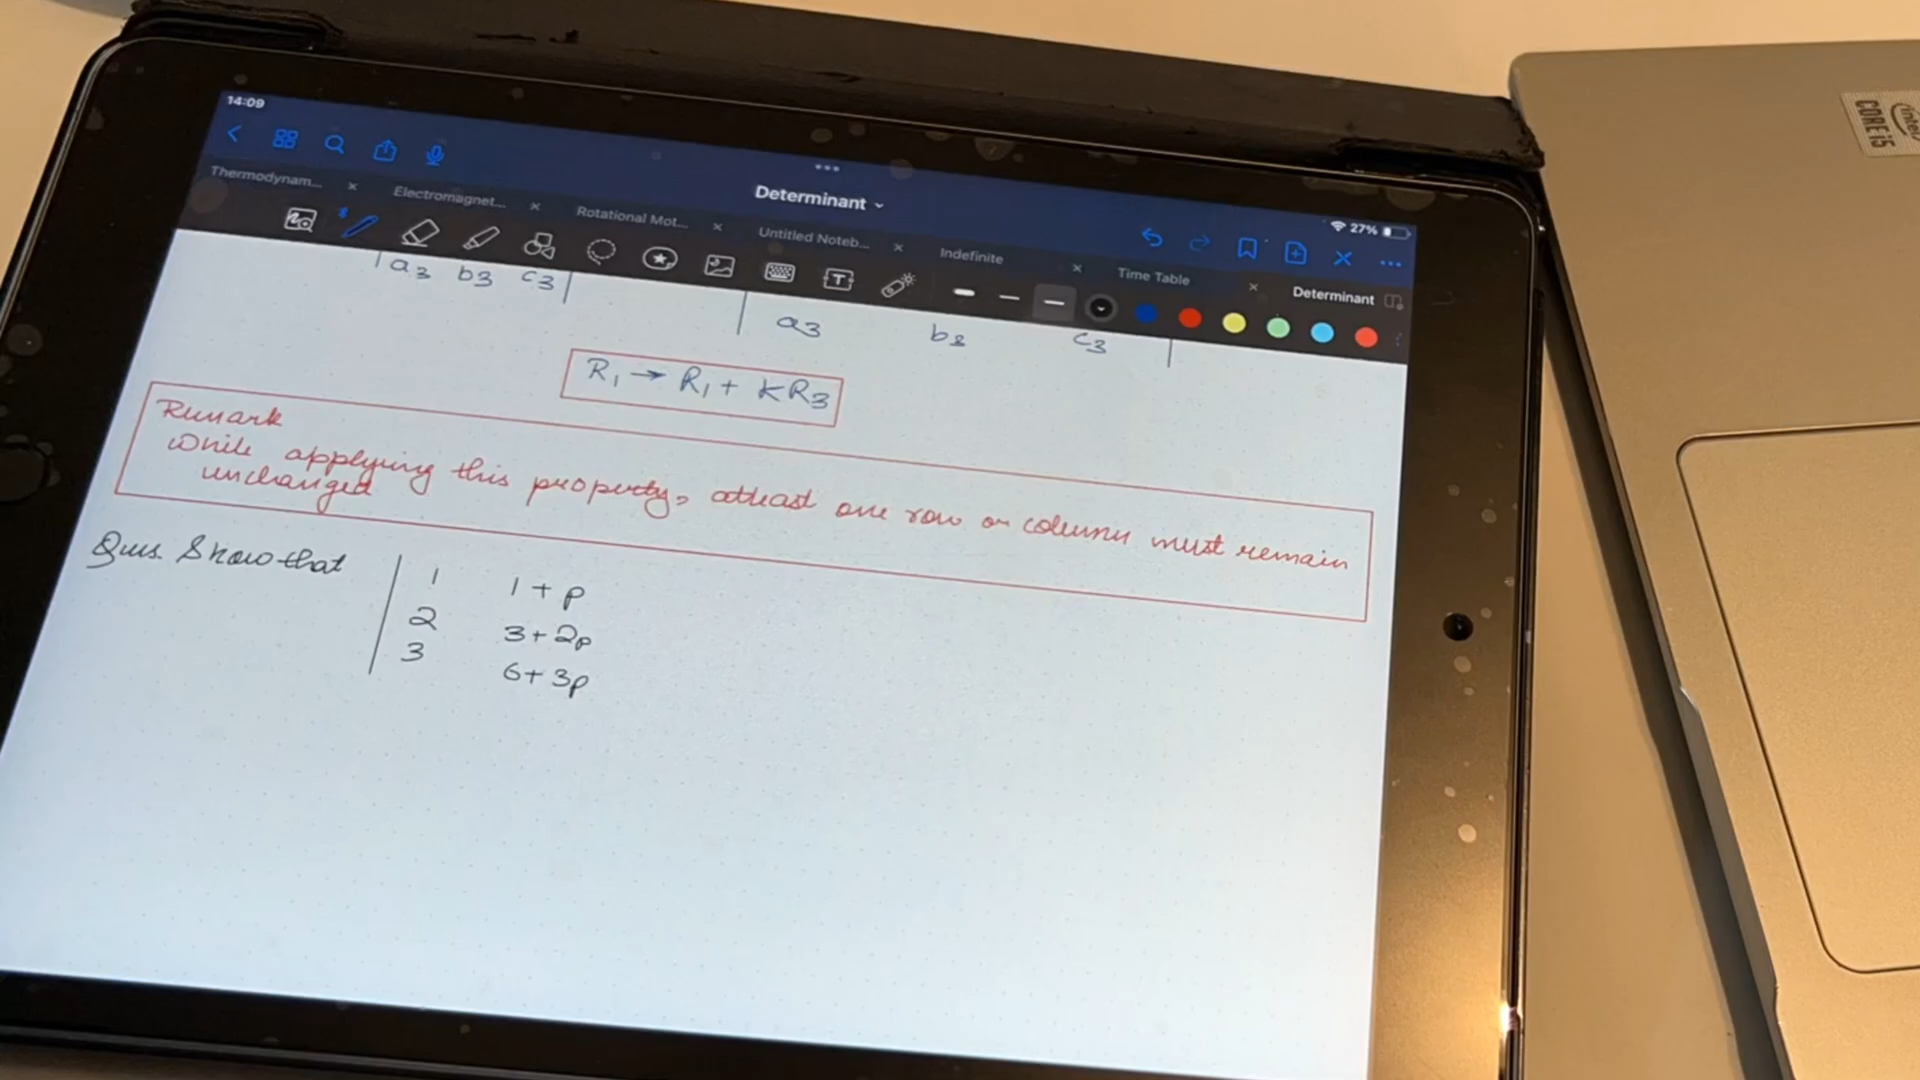 14:09
27%
Determinant
Thermodynam...
Electromagnet...
Rotational Mot...
Untitled Noteb...
Indefinite
Time Table
Determinant
a3 b3 c3
a3 b3 c3
R1 → R1 + kR3
Remark
While applying this property, atleast one row or column must remain
unchanged
Ques. Show that
1 1 + p
2 3 + 2p
3 6 + 3p
intel
CORE i5